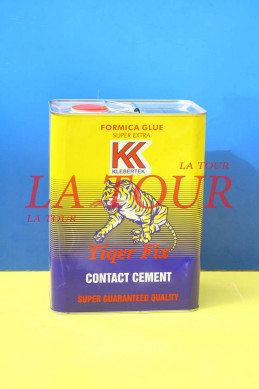 FORMICA GLUE
SUPER EXTRA
KK
KLEBERTEK
LA TOUR
LA TOUR
LA TOUR
Tiger Fix
CONTACT CEMENT
SUPER GUARANTEED QUALITY